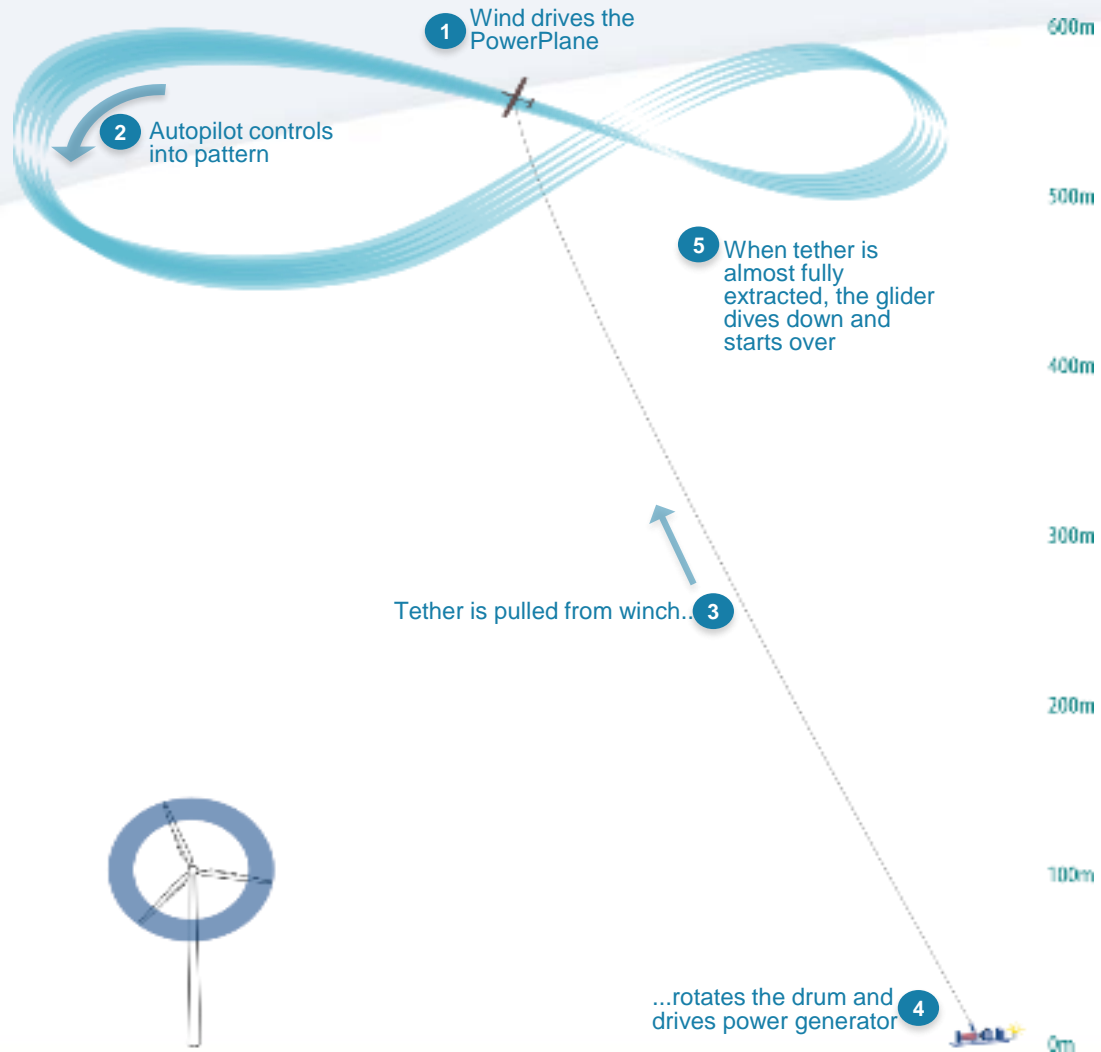 1 Wind drives the
PowerPlane
2 Autopilot controls
into pattern
5 When tether is
almost fully
extracted, the glider
dives down and
starts over
Tether is pulled from winch.. 3
...rotates the drum and
drives power generator 4
600m
500m
400m
300m
200m
100m
0m